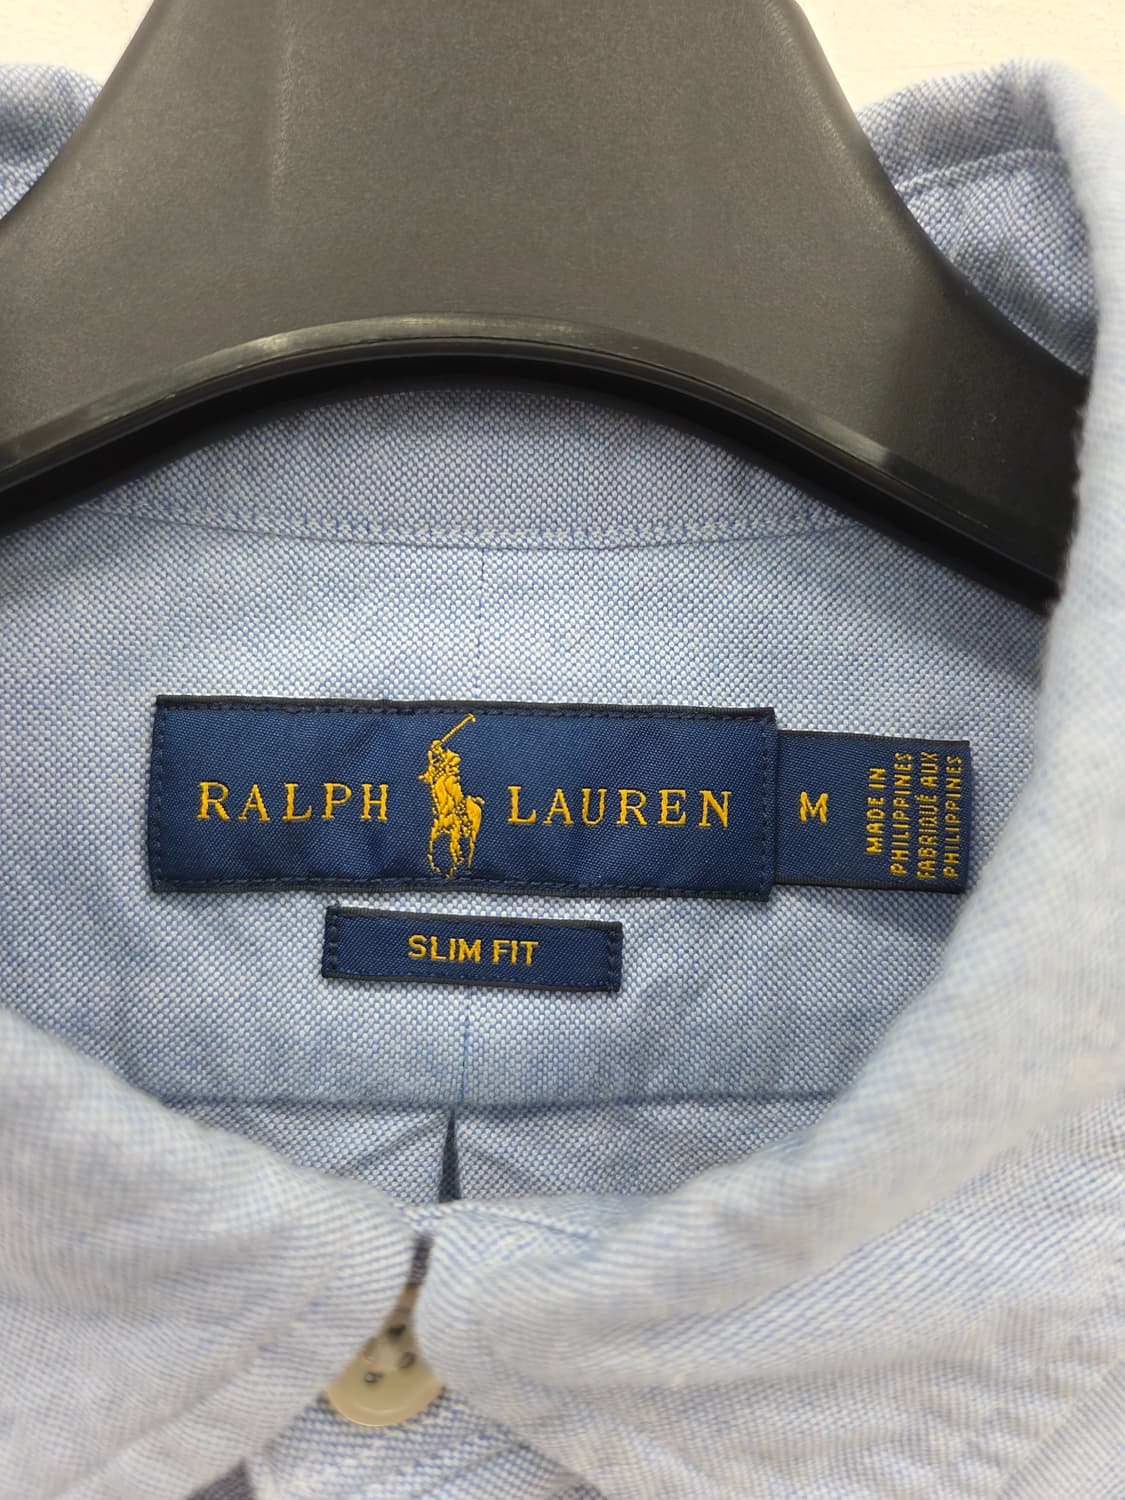 RALPH LAUREN
M
MADE IN
PHILIPPINES
FABRIQUÉ AUX
PHILIPPINES
SLIM FIT